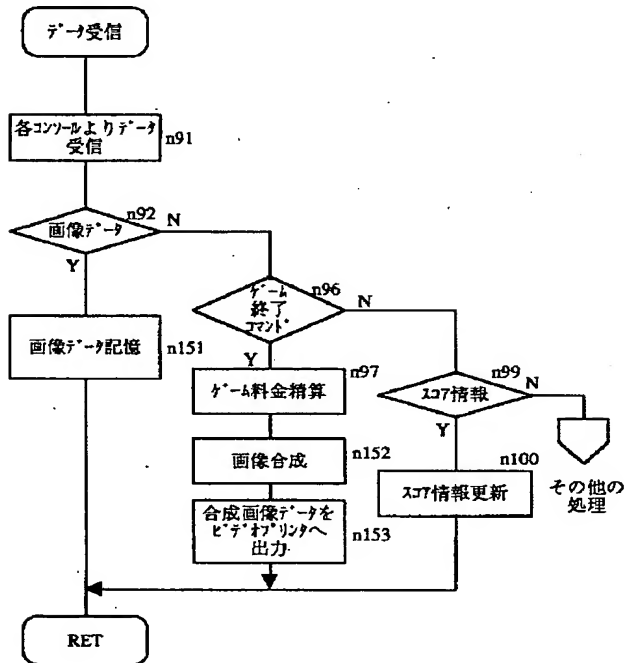 データ受信
各コンソールよりデータ
受信
n91
n92
画像データ
N
Y
n96
ゲーム
終了
コマンド
N
Y
画像データ記憶
n151
n97
ゲーム料金精算
n99
スコア情報
N
Y
画像合成
n152
n100
スコア情報更新
その他の
処理
合成画像データを
ビデオプリンタへ
出力
n153
RET